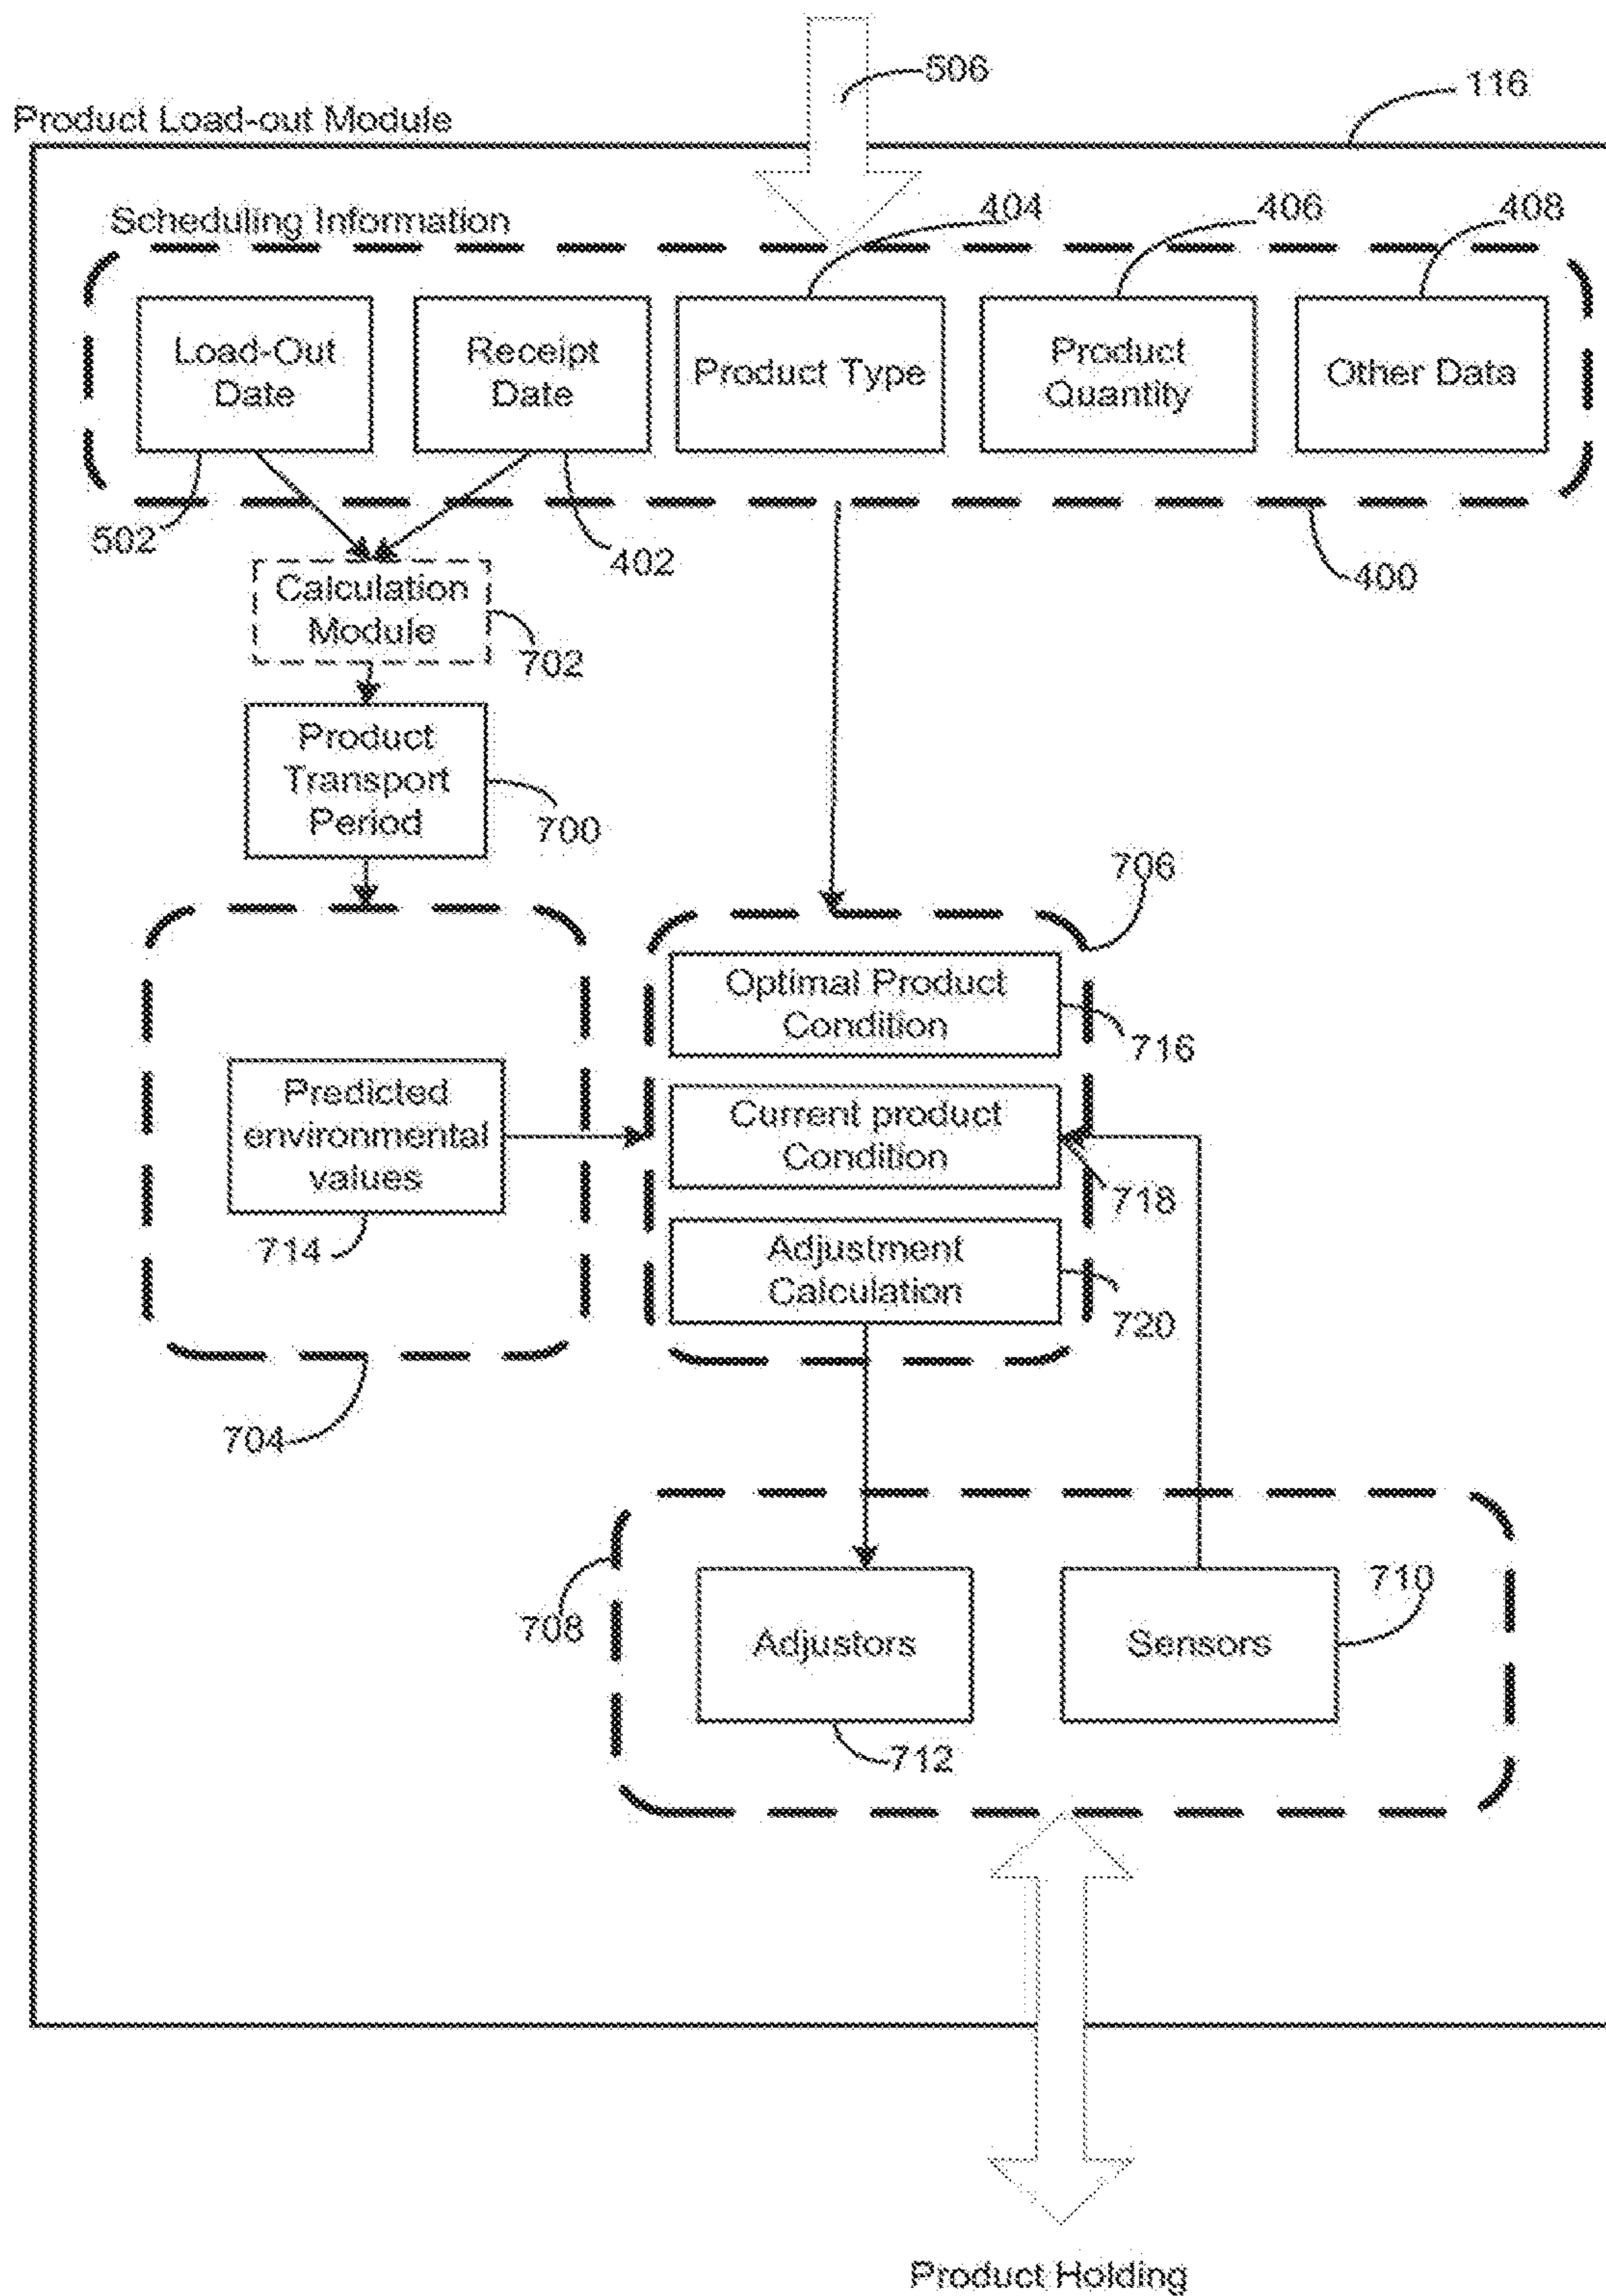 506
116
Product Load-out Module
Scheduling Information
404
406
408
Load-Out
Date
Receipt
Date
Product Type
Product
Quantity
Other Data
502
402
400
Calculation
Module
702
Product
Transport
Period
700
706
Optimal Product
Condition
716
Predicted
environmental
values
714
Current product
Condition
718
Adjustment
Calculation
720
704
708
Adjustors
Sensors
710
712
Product Holding